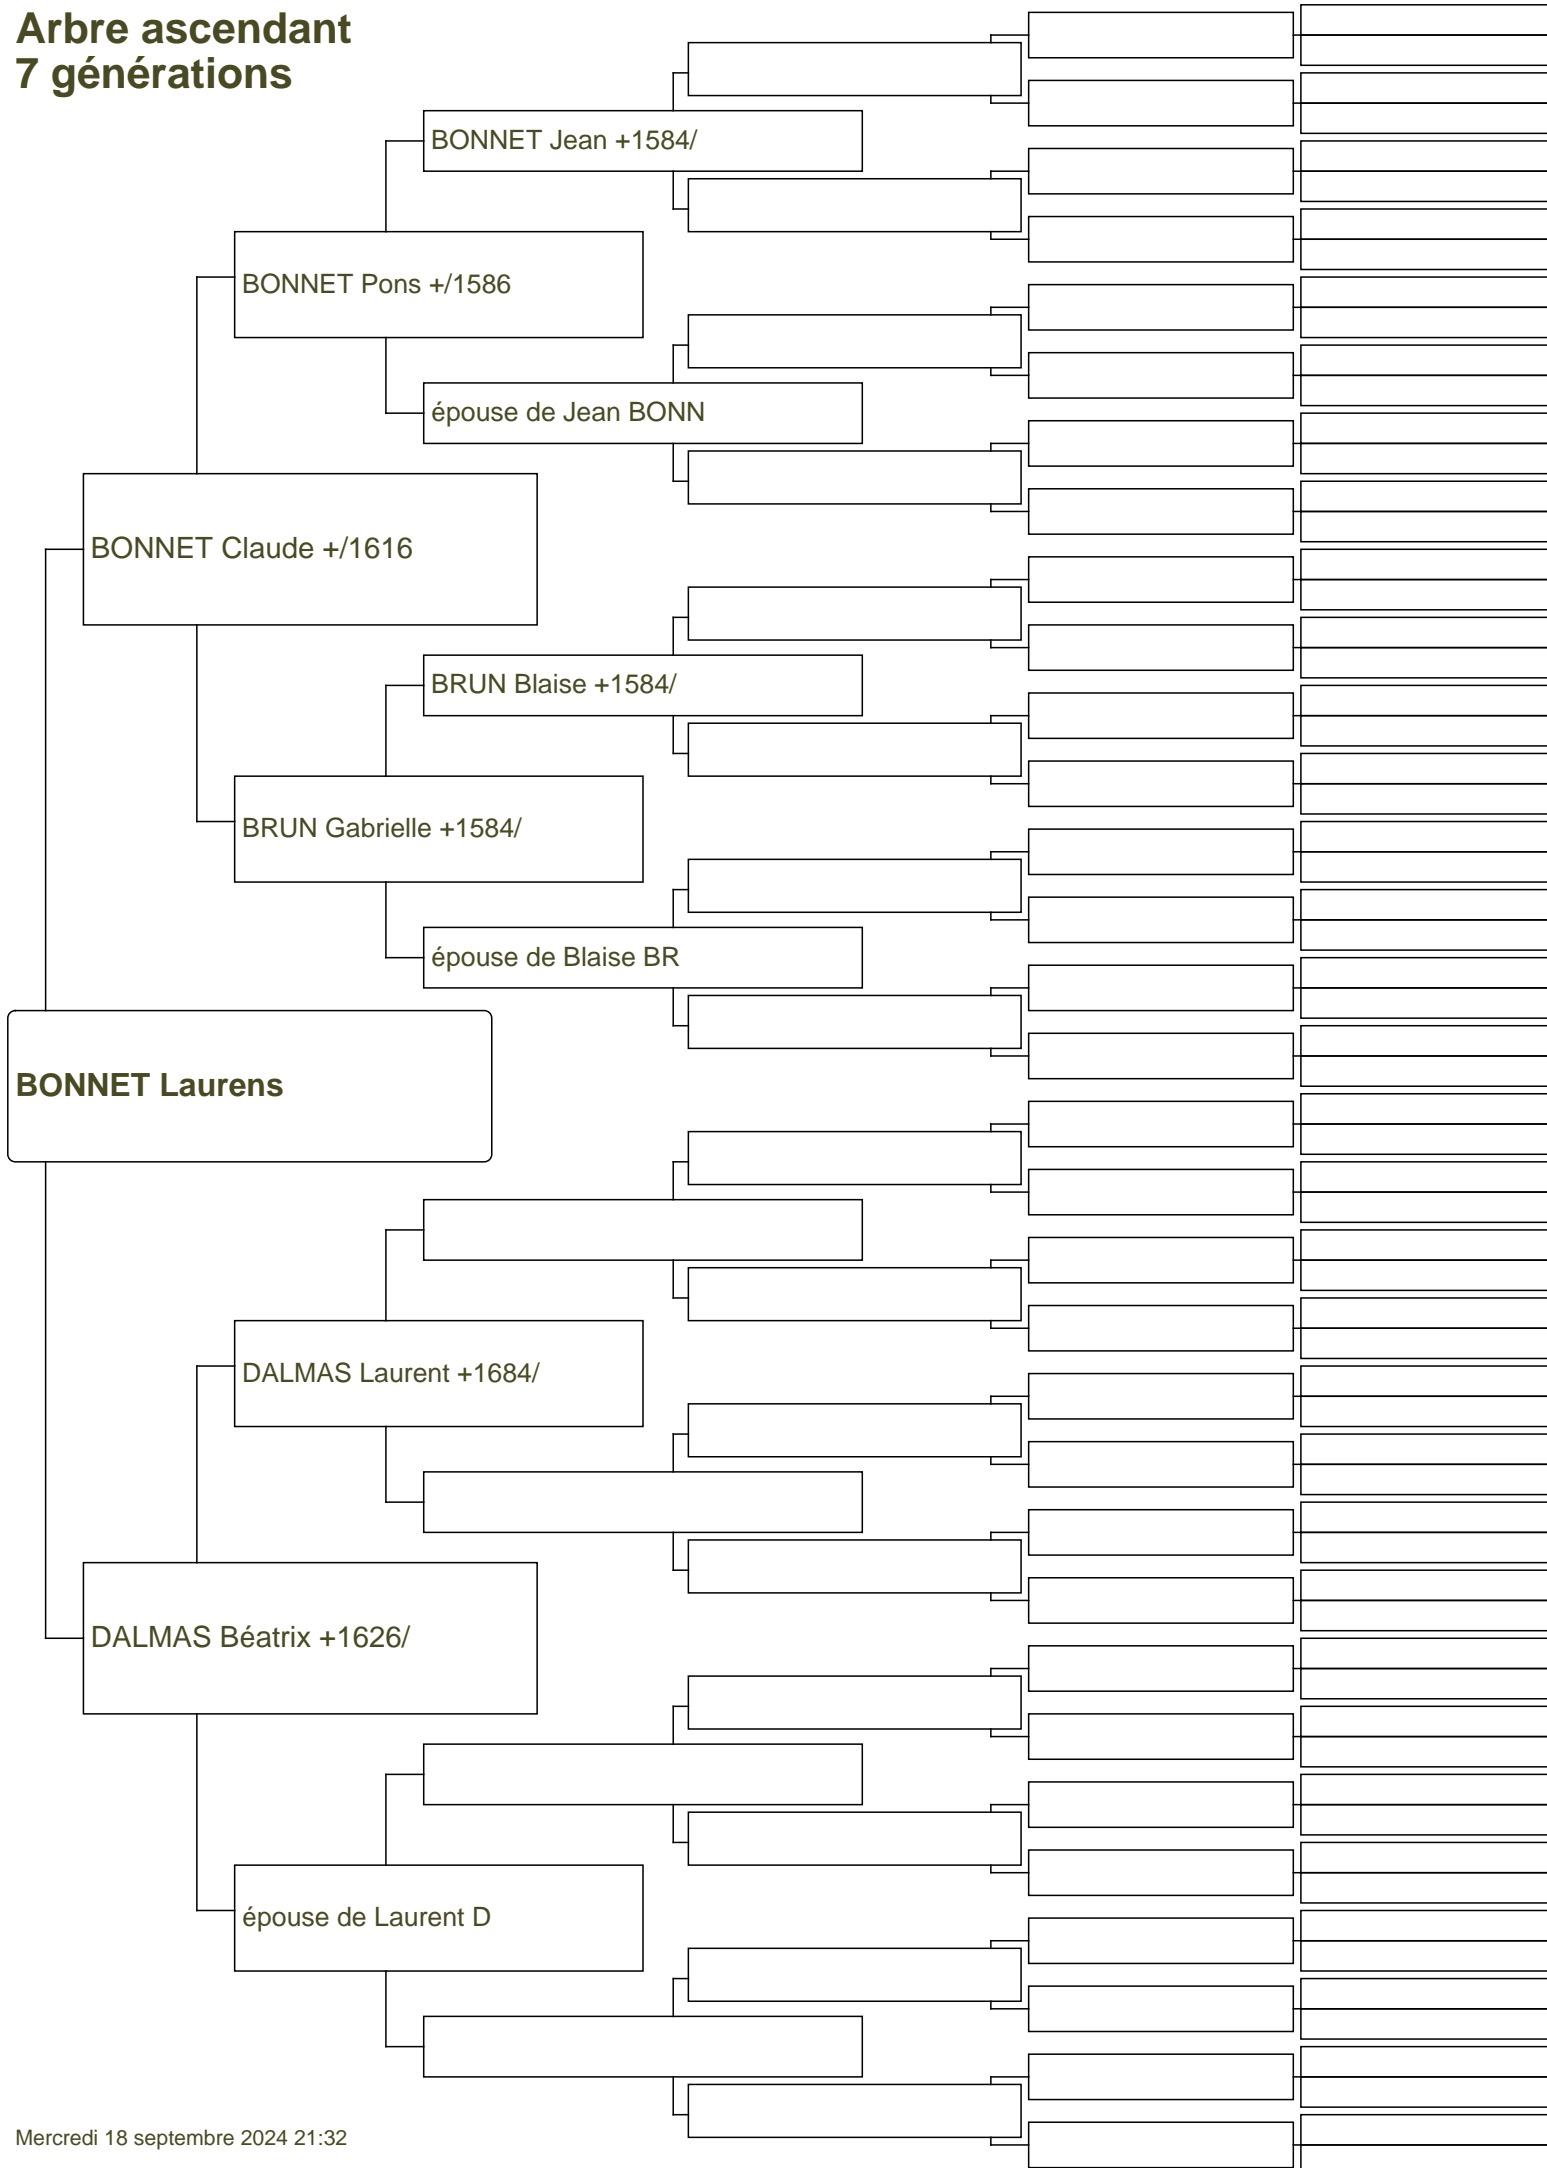 Arbre ascendant
7 générations
BONNET Jean +1584/
BONNET Pons +/1586
épouse de Jean BONN
BONNET Claude +/1616
BRUN Blaise +1584/
BRUN Gabrielle +1584/
épouse de Blaise BR
BONNET Laurens
DALMAS Laurent +1684/
DALMAS Béatrix +1626/
épouse de Laurent D
Mercredi 18 septembre 2024 21:32